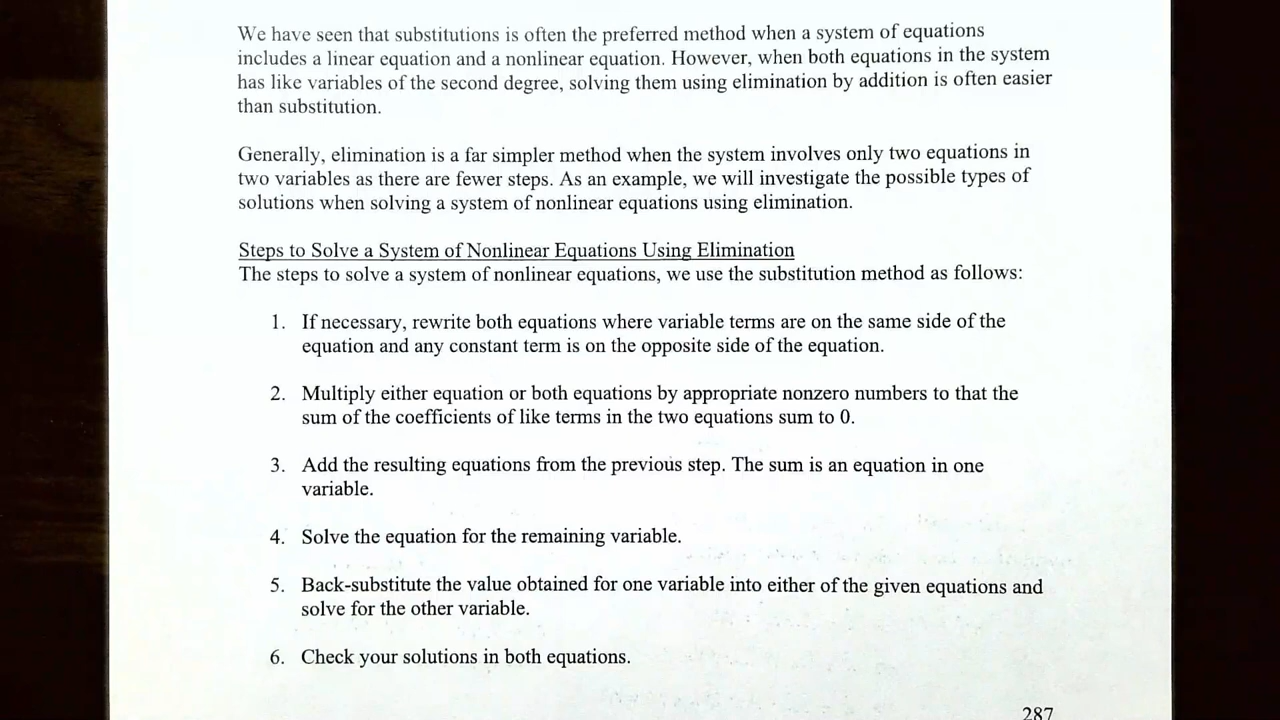 We have seen that substitutions is often the preferred method when a system of equations
includes a linear equation and a nonlinear equation. However, when both equations in the system
has like variables of the second degree, solving them using elimination by addition is often easier
than substitution.
Generally, elimination is a far simpler method when the system involves only two equations in
two variables as there are fewer steps. As an example, we will investigate the possible types of
solutions when solving a system of nonlinear equations using elimination.
Steps to Solve a System of Nonlinear Equations Using Elimination
The steps to solve a system of nonlinear equations, we use the substitution method as follows:
1. If necessary, rewrite both equations where variable terms are on the same side of the
equation and any constant term is on the opposite side of the equation.
2. Multiply either equation or both equations by appropriate nonzero numbers to that the
sum of the coefficients of like terms in the two equations sum to 0.
3. Add the resulting equations from the previous step. The sum is an equation in one
variable.
4. Solve the equation for the remaining variable.
5. Back-substitute the value obtained for one variable into either of the given equations and
solve for the other variable.
6. Check your solutions in both equations.
287